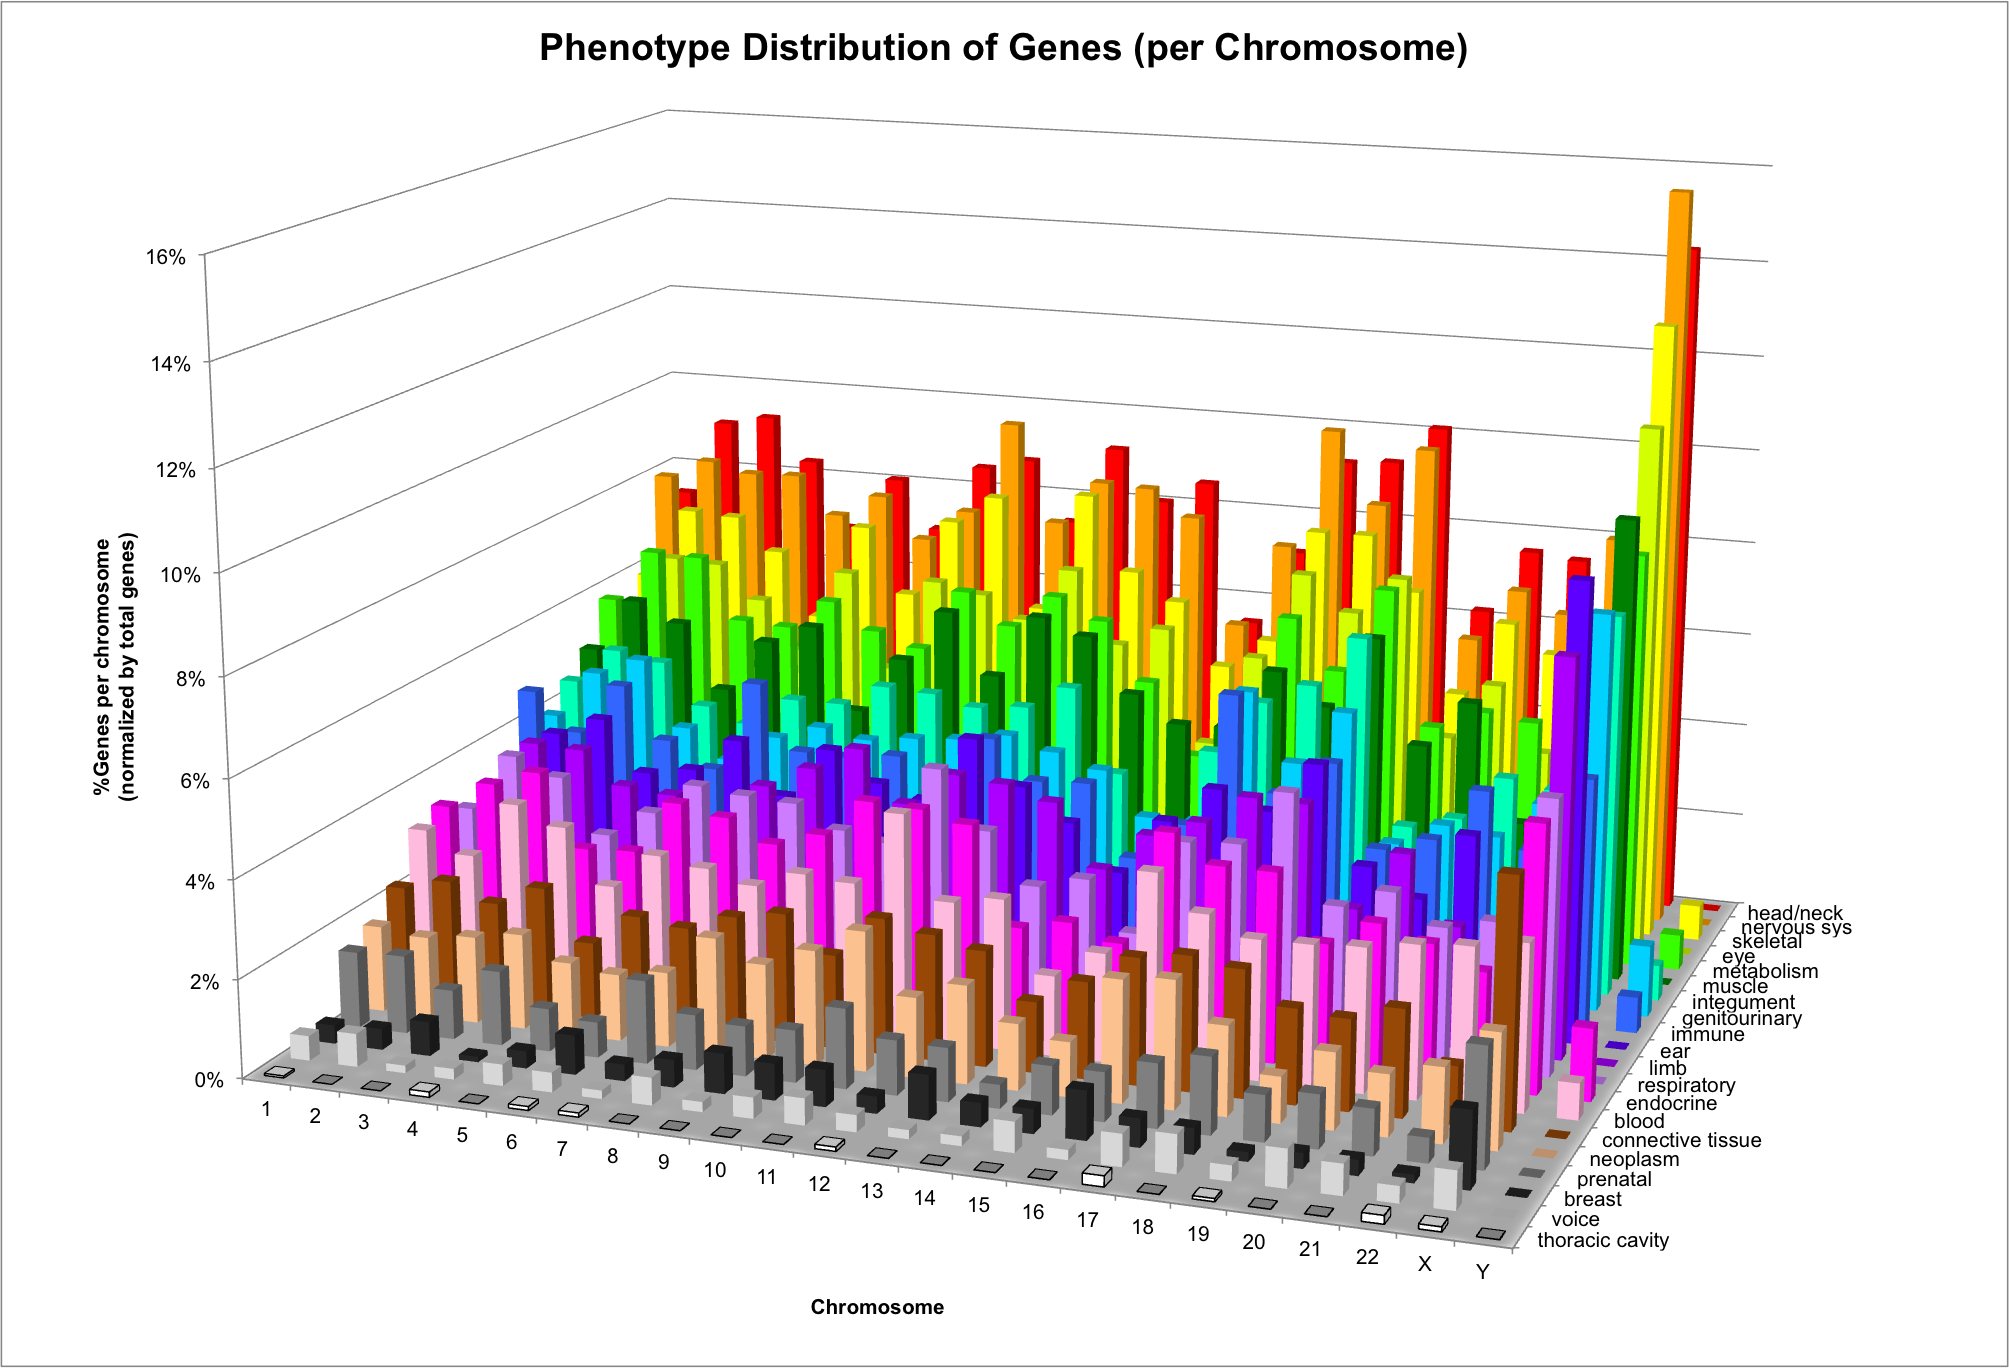 Phenotype Distribution of Genes (per Chromosome)
16%
14%
12%
10%
8%
6%
4%
2%
0%
%Genes per chromosome
(normalized by total genes)
1
2
3
4
5
6
7
8
9
10
11
12
13
14
15
16
17
18
19
20
21
22
X
Y
Chromosome
head/neck
nervous sys
skeletal
eye
metabolism
muscle
integument
genitourinary
immune
ear
limb
respiratory
endocrine
blood
connective tissue
neoplasm
prenatal
breast
voice
thoracic cavity